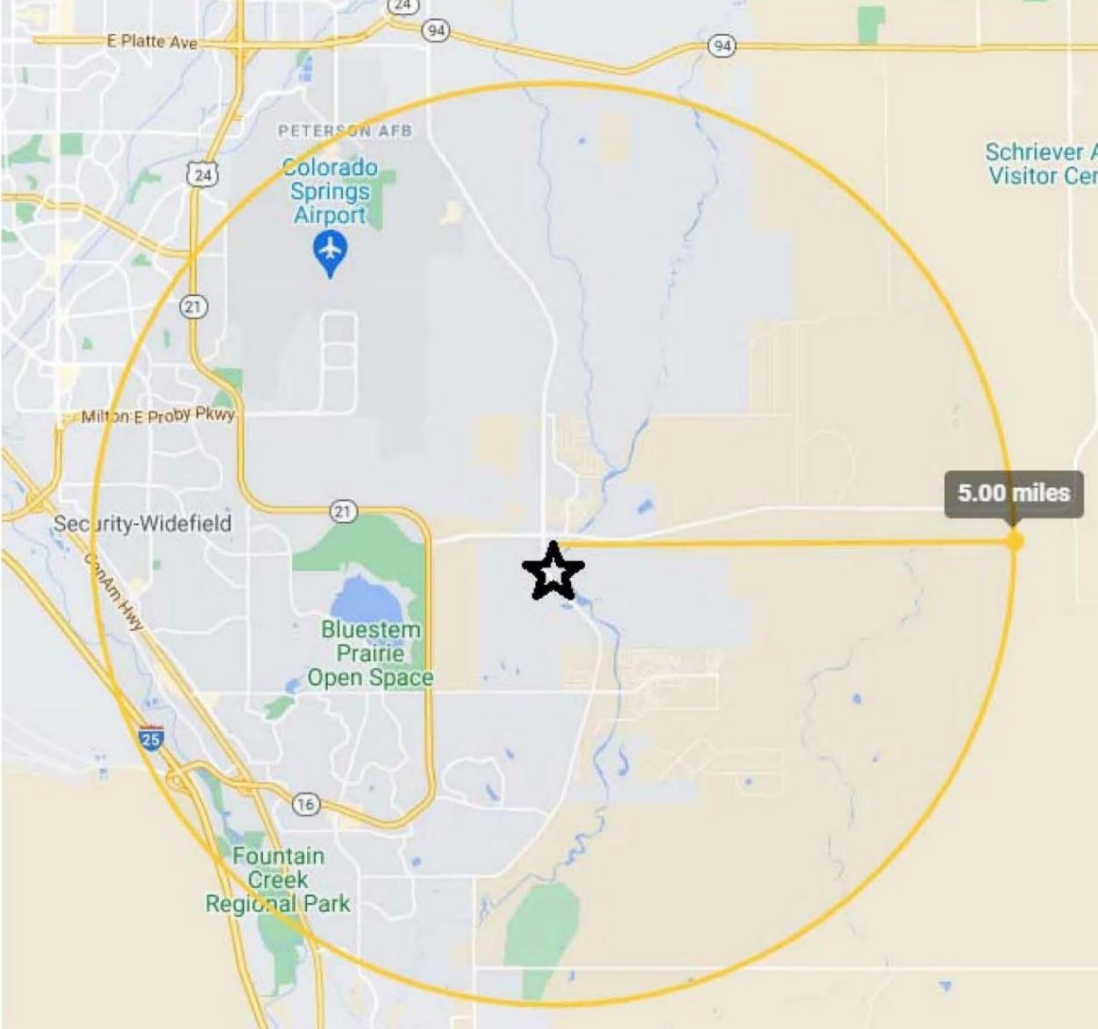 24
94
E Platte Ave
94
PETERSON AFB
Schriever A
Visitor Cen
Colorado
Springs
Airport
24
21
Milton E Proby Pkwy
5.00 miles
21
Security-Widefield
CanAm Hwy
Bluestem
Prairie
Open Space
25
16
Fountain
Creek
Regional Park